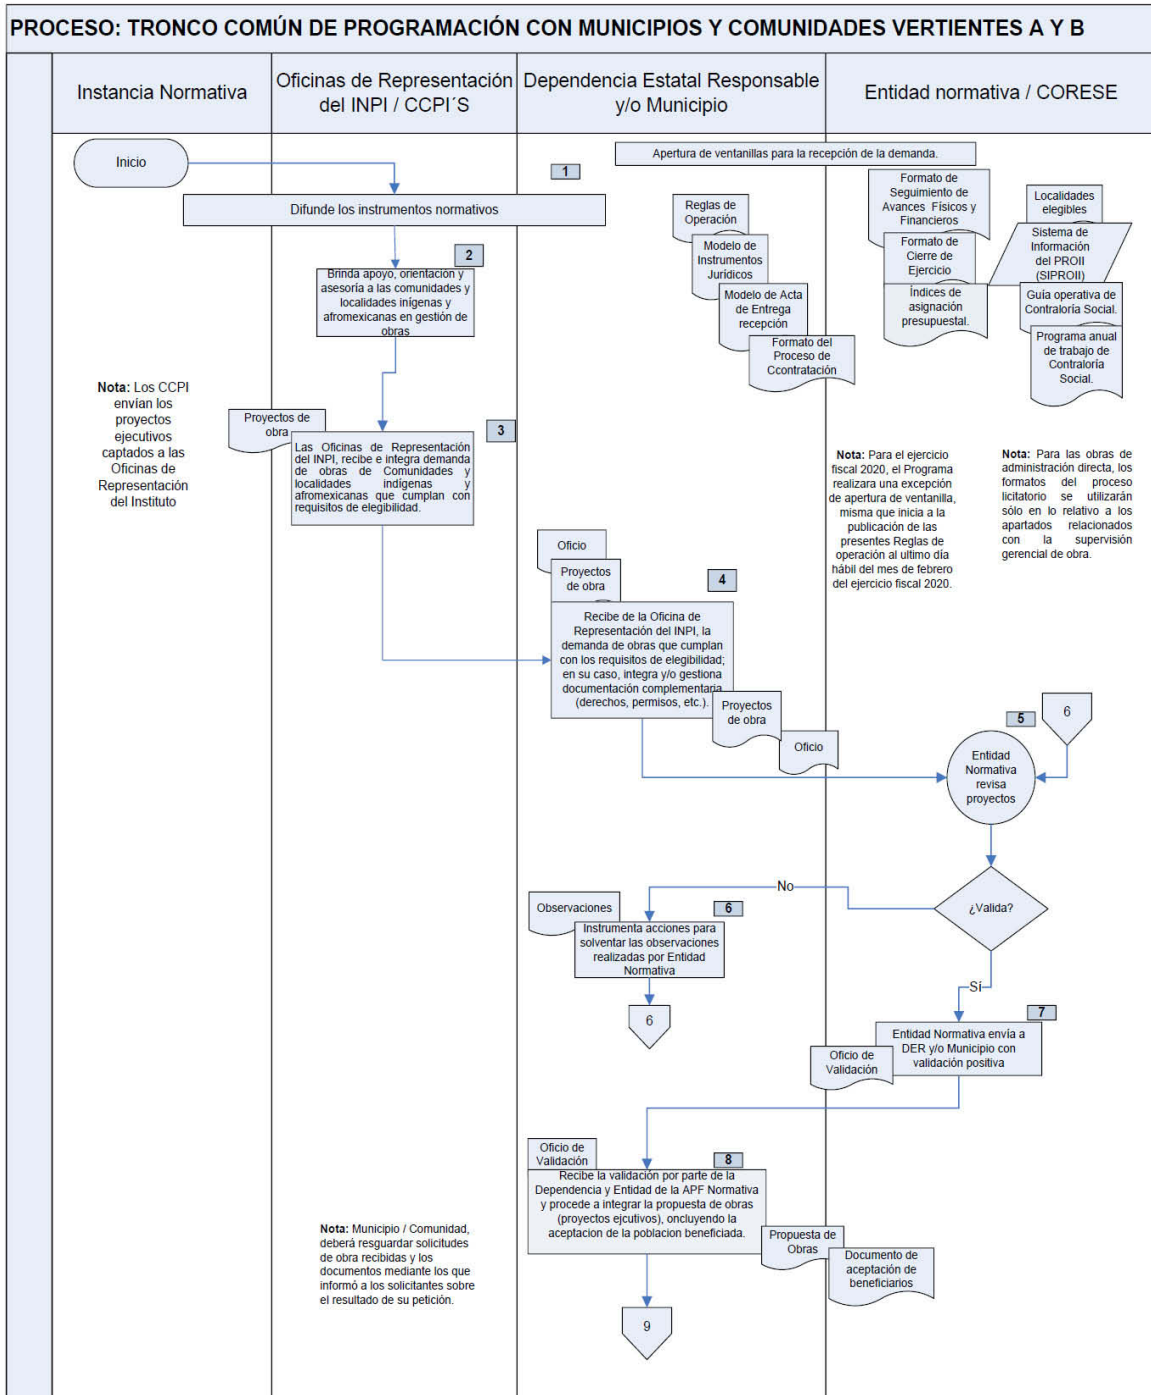 PROCESO: TRONCO COMÚN DE PROGRAMACIÓN CON MUNICIPIOS Y COMUNIDADES VERTIENTES A Y B
Instancia Normativa
Oficinas de Representación
del INPI / CCPI´S
Dependencia Estatal Responsable
y/o Municipio
Entidad normativa / CORESE
Inicio
Apertura de ventanillas para la recepción de la demanda.
1
Difunde los instrumentos normativos
Reglas de
Operación
Modelo de
Instrumentos
Jurídicos
Modelo de Acta
de Entrega
recepción
Formato del
Proceso de
Ccontratación
Formato de
Seguimiento de
Avances Físicos y
Financieros
Formato de
Cierre de
Ejercicio
Índices de
asignación
presupuestal.
Localidades
elegibles
Sistema de
Información
del PROII
(SIPROII)
Guía operativa de
Contraloría Social.
Programa anual
de trabajo de
Contraloría
Social.
2
Brinda apoyo, orientación y
asesoría a las comunidades y
localidades inígenas y
afromexicanas en gestión de
obras
Nota: Los CCPI
envían los
proyectos
ejecutivos
captados a las
Oficinas de
Representación
del Instituto
Proyectos de
obra
3
Las Oficinas de Representación
del INPI, recibe e integra demanda
de obras de Comunidades y
localidades indígenas y
afromexicanas que cumplan con
requisitos de elegibilidad.
Nota: Para el ejercicio
fiscal 2020, el Programa
realizara una excepción
de apertura de ventanilla,
misma que inicia a la
publicación de las
presentes Reglas de
operación al ultimo día
hábil del mes de febrero
del ejercicio fiscal 2020.
Nota: Para las obras de
administración directa, los
formatos del proceso
licitatorio se utilizarán
sólo en lo relativo a los
apartados relacionados
con la supervisión
gerencial de obra.
Oficio
Proyectos
de obra
4
Recibe de la Oficina de
Representación del INPI, la
demanda de obras que cumplan
con los requisitos de elegibilidad;
en su caso, integra y/o gestiona
documentación complementaria
(derechos, permisos, etc.).
Proyectos
de obra
Oficio
5
6
Entidad
Normativa
revisa
proyectos
¿Valida?
No
Observaciones
6
Instrumenta acciones para
solventar las observaciones
realizadas por Entidad
Normativa
6
Sí
7
Entidad Normativa envía a
DER y/o Municipio con
validación positiva
Oficio de
Validación
Oficio de
Validación
8
Recibe la validación por parte de la
Dependencia y Entidad de la APF Normativa
y procede a integrar la propuesta de obras
(proyectos ejcutivos), oncluyendo la
aceptacion de la poblacion beneficiada.
Propuesta de
Obras
Documento de
aceptación de
beneficiarios
Nota: Municipio / Comunidad,
deberá resguardar solicitudes
de obra recibidas y los
documentos mediante los que
informó a los solicitantes sobre
el resultado de su petición.
9